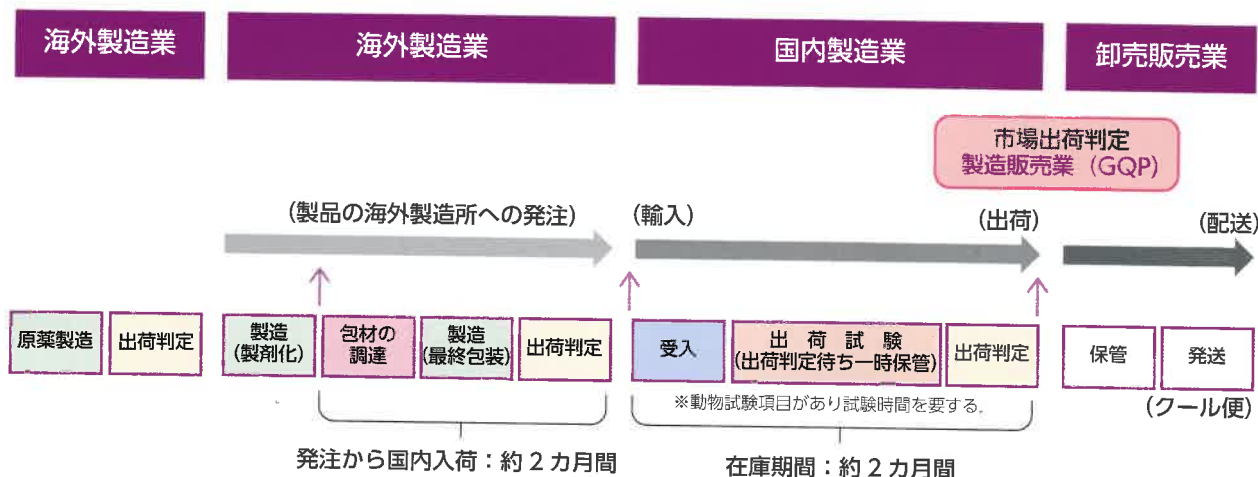 海外製造業
海外製造業
国内製造業
卸売販売業
市場出荷判定
製造販売業（GQP）
(製品の海外製造所への発注)
(輸入)
(出荷)
(配送)
原薬製造
出荷判定
製造
(製剤化)
包材の
調達
製造
(最終包装)
出荷判定
受入
出荷試験
(出荷判定待ち一時保管)
出荷判定
保管
発送
※動物試験項目があり試験時間を要する。
(クール便)
発注から国内入荷：約2カ月間
在庫期間：約2カ月間